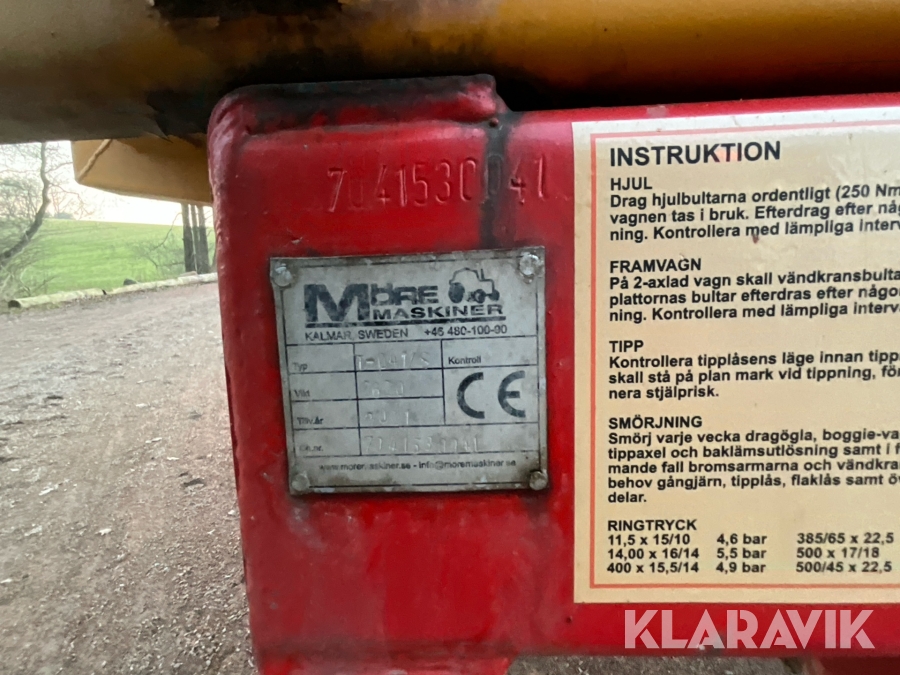 7041530041
MÖRE
MASKINER
KALMAR, SWEDEN +46 480-100-90
Typ
Kontroll
Vikt
Tillv.år
CE
www.moremaskiner.se - info@moremaskiner.se
INSTRUKTION
HJUL
Drag hjulbultarna ordentligt (250 Nm
vagnen tas i bruk. Efterdrag efter någ
ning. Kontrollera med lämpliga interv
FRAMVAGN
På 2-axlad vagn skall vändkransbulta
plattornas bultar efterdras efter någo
ning. Kontrollera med lämpliga interva
TIPP
Kontrollera tipplåsens läge innan tipp
skall stå på plan mark vid tippning, för
nera stjälprisk.
SMÖRJNING
Smörj varje vecka dragögla, boggie-va
tippaxel och baklämsutlösning samt i f
mande fall bromsarmarna och vändkra
behov gångjärn, tipplås, flaklås samt öv
delar.
RINGTRYCK
11,5 x 15/10 4,6 bar 385/65 x 22,5
14,00 x 16/14 5,5 bar 500 x 17/18
400 x 15,5/14 4,9 bar 500/45 x 22,5
KLARAVIK